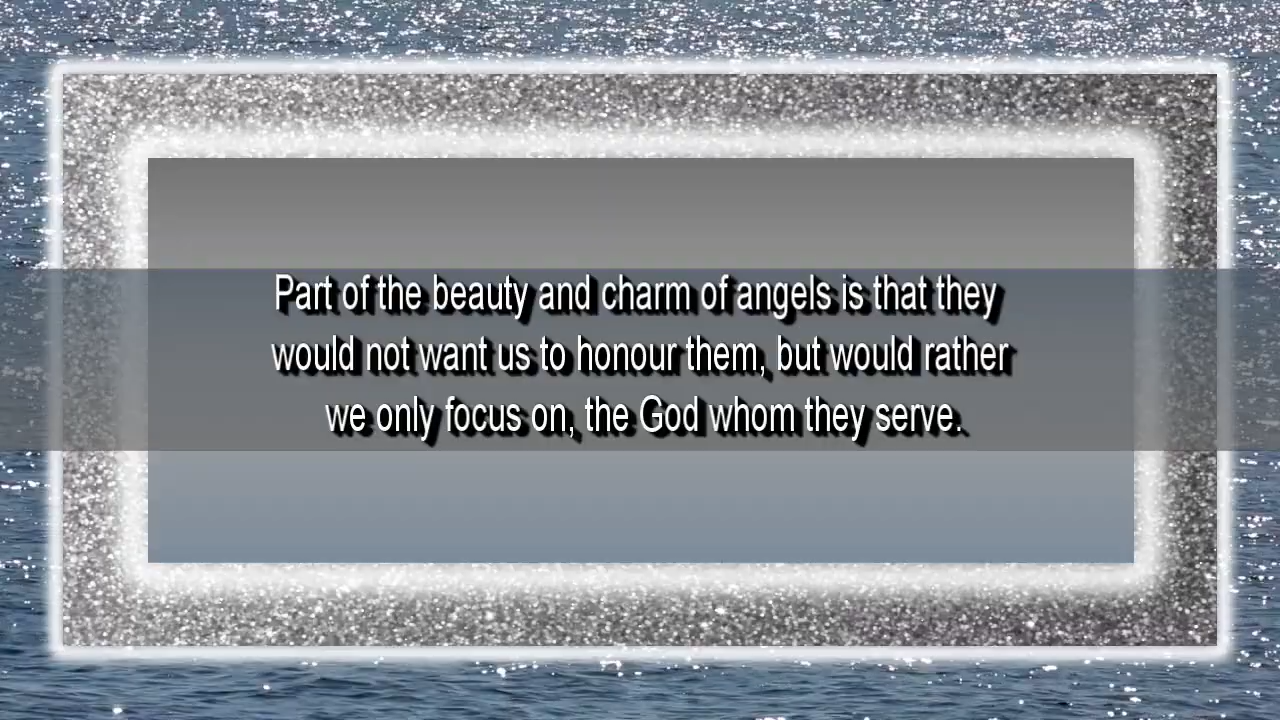 Part of the beauty and charm of angels is that they
would not want us to honour them, but would rather
we only focus on, the God whom they serve.